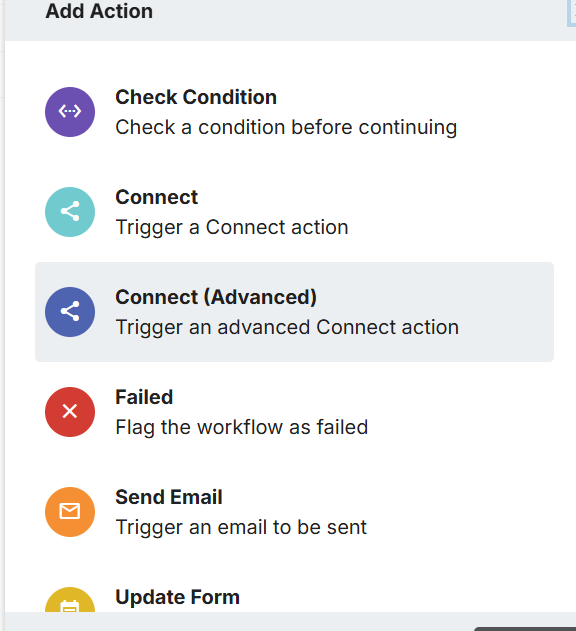 Add Action
Check Condition
Check a condition before continuing
Connect
Trigger a Connect action
Connect (Advanced)
Trigger an advanced Connect action
Failed
Flag the workflow as failed
Send Email
Trigger an email to be sent
Update Form